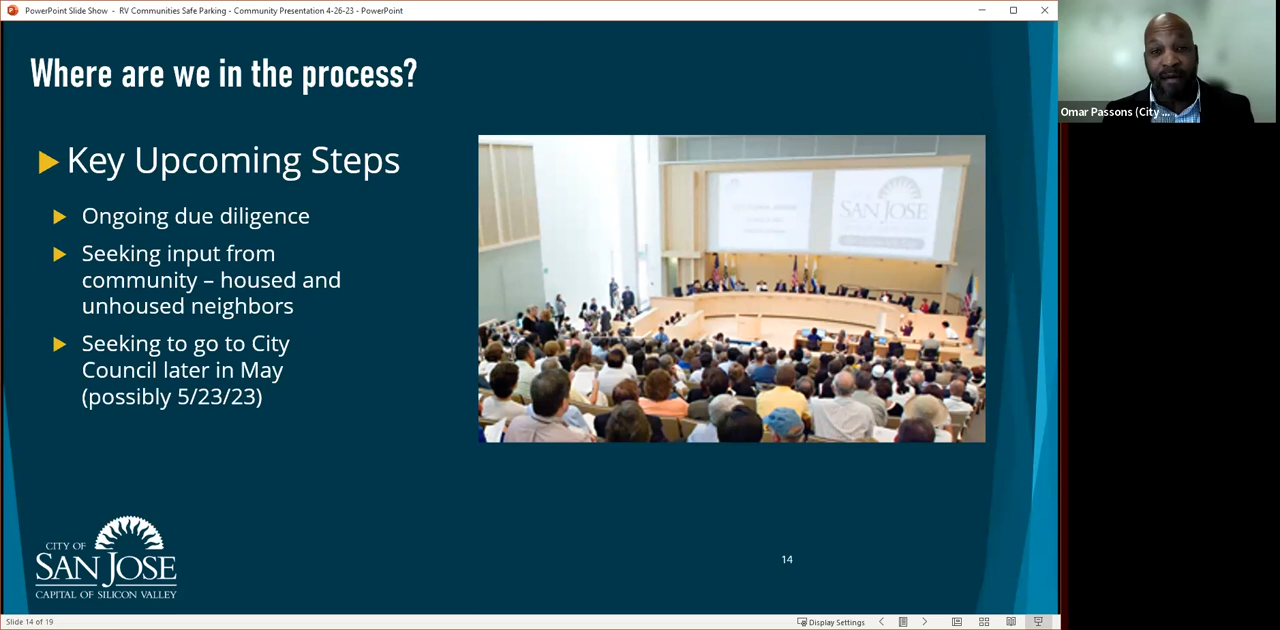 PowerPoint Slide Show - RV Communities Safe Parking - Community Presentation 4-26-23 - PowerPoint
Where are we in the process?
Key Upcoming Steps
Ongoing due diligence
Seeking input from
community – housed and
unhoused neighbors
Seeking to go to City
Council later in May
(possibly 5/23/23)
SAN JOSE
CITY OF
SAN JOSE
CAPITAL OF SILICON VALLEY
14
Slide 14 of 19
Display Settings
Omar Passons (City ...